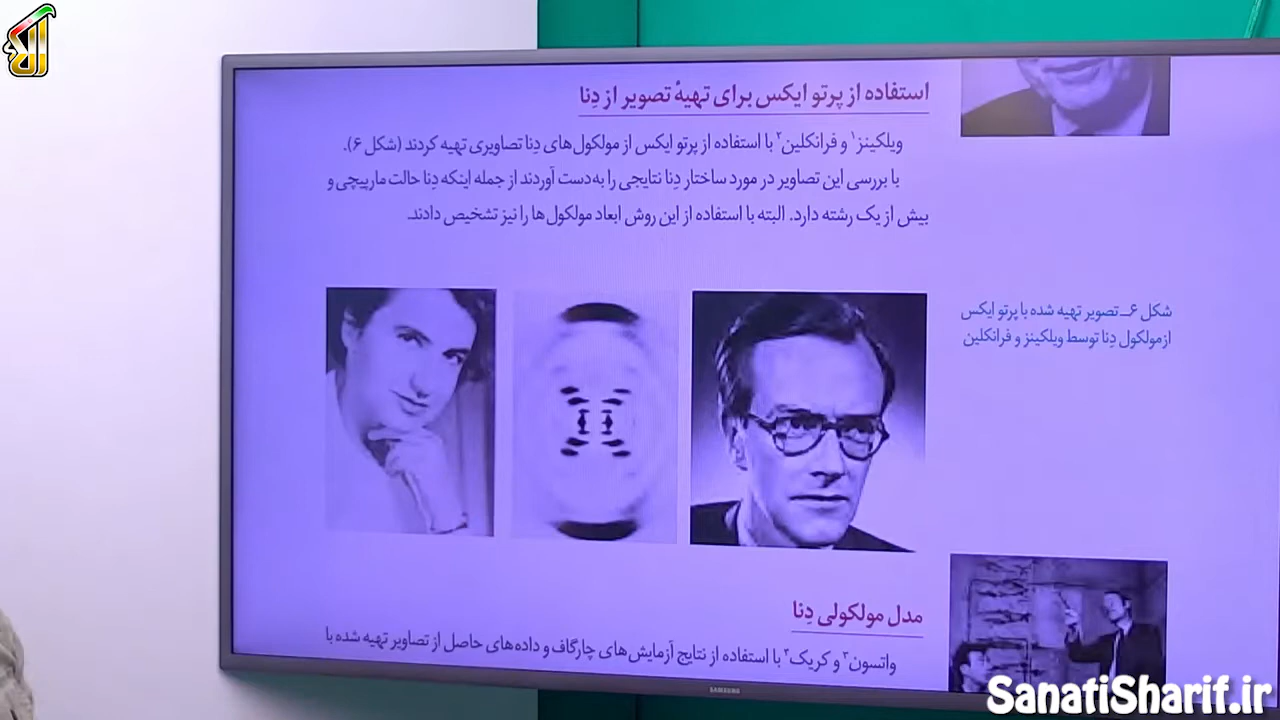 استفاده از پرتو ایکس برای تهیهٔ تصویر از دِنا
ویلکینز۱ و فرانکلین۲ با استفاده از پرتو ایکس از مولکول‌های دِنا تصاویری تهیه کردند (شکل ۶).
با بررسی این تصاویر در مورد ساختار دِنا نتایجی را به‌دست آوردند از جمله اینکه دِنا حالت مارپیچی و
بیش از یک رشته دارد. البته با استفاده از این روش ابعاد مولکول‌ها را نیز تشخیص دادند.
شکل ۶ــ تصویر تهیه شده با پرتو ایکس
از مولکول دِنا توسط ویلکینز و فرانکلین
مدل مولکولی دِنا
واتسون۳ و کریک۴ با استفاده از نتایج آزمایش‌های چارگاف و داده‌های حاصل از تصاویر تهیه شده با
SAMSUNG
SanatiSharif.ir